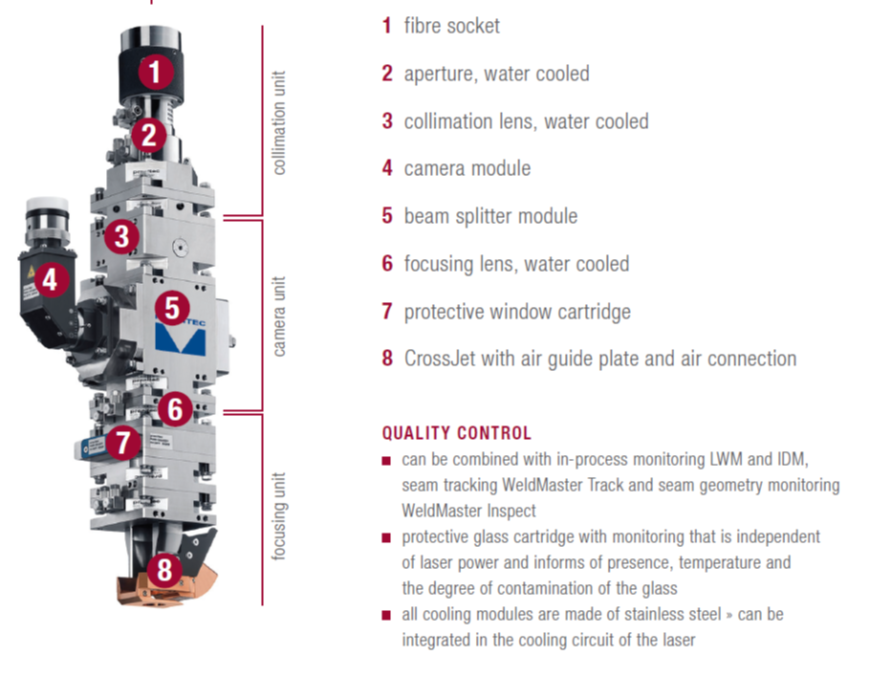 1
2
3
4
5
TEC
6
7
8
collimation unit
camera unit
focusing unit
1 fibre socket
2 aperture, water cooled
3 collimation lens, water cooled
4 camera module
5 beam splitter module
6 focusing lens, water cooled
7 protective window cartridge
8 CrossJet with air guide plate and air connection
QUALITY CONTROL
■ can be combined with in-process monitoring LWM and IDM,
seam tracking WeldMaster Track and seam geometry monitoring
WeldMaster Inspect
■ protective glass cartridge with monitoring that is independent
of laser power and informs of presence, temperature and
the degree of contamination of the glass
■ all cooling modules are made of stainless steel » can be
integrated in the cooling circuit of the laser